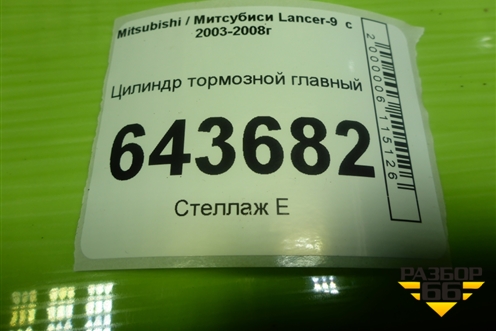 Mitsubishi / Митсубиси Lancer-9 с
2003-2008г
Цилиндр тормозной главный
643682
Стеллаж Е
2000006115126
РАЗБОР
66